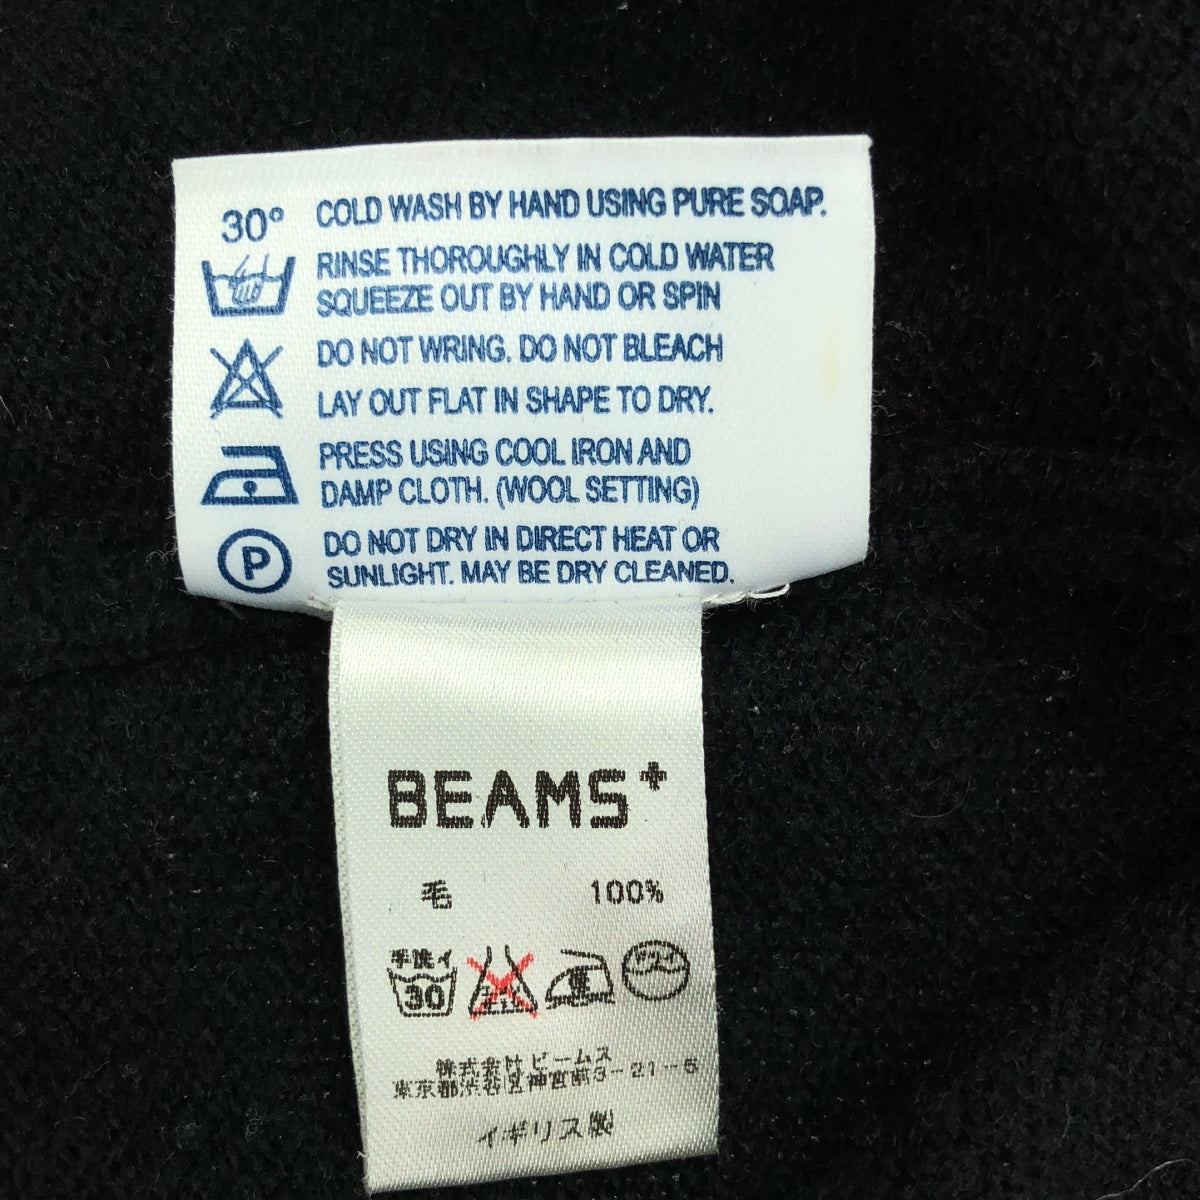 30° COLD WASH BY HAND USING PURE SOAP.
RINSE THOROUGHLY IN COLD WATER
SQUEEZE OUT BY HAND OR SPIN
DO NOT WRING. DO NOT BLEACH
LAY OUT FLAT IN SHAPE TO DRY.
PRESS USING COOL IRON AND
DAMP CLOTH. (WOOL SETTING)
P DO NOT DRY IN DIRECT HEAT OR
SUNLIGHT. MAY BE DRY CLEANED.
BEAMS+
毛 100%
手洗イ
30
株式会社ビームス
東京都渋谷区神宮前3-21-5
イギリス製